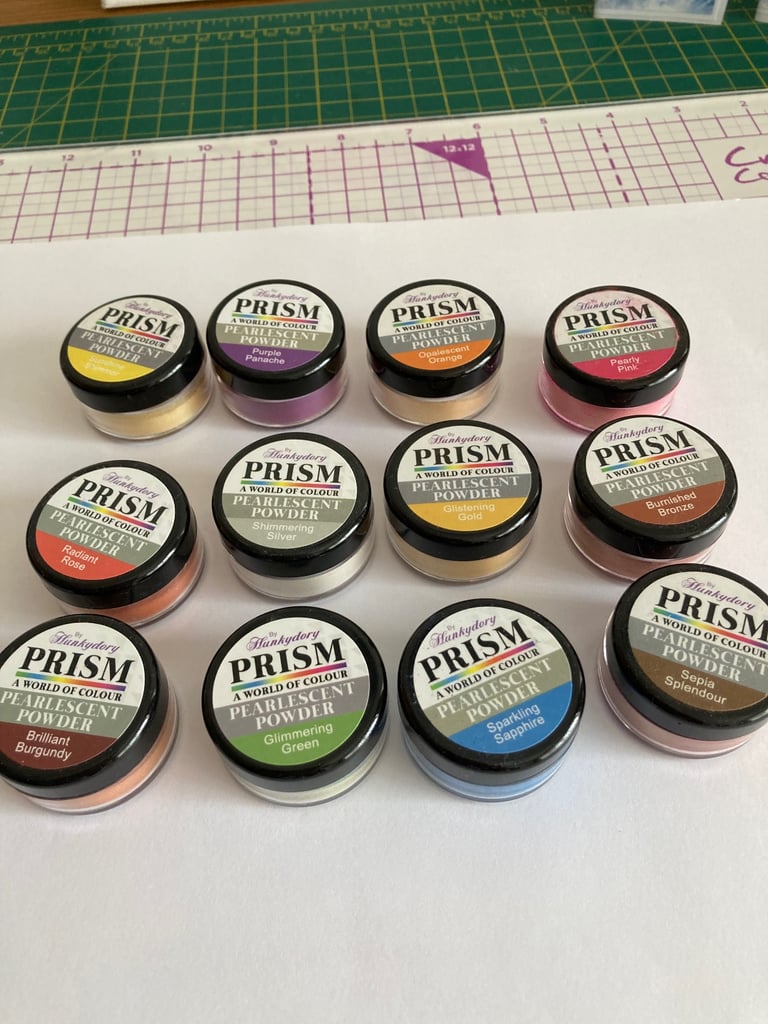 12 11 10 9 8 7 6 5 4 3 2
12x12
By
Hunkydory
PRISM
A WORLD OF COLOUR
PEARLESCENT
POWDER
By
Hunkydory
PRISM
A WORLD OF COLOUR
PEARLESCENT
POWDER
Purple
Panache
By
Hunkydory
PRISM
A WORLD OF COLOUR
PEARLESCENT
POWDER
Opalescent
Orange
By
Hunkydory
PRISM
A WORLD OF COLOUR
PEARLESCENT
POWDER
Pearly
Pink
By
Hunkydory
PRISM
A WORLD OF COLOUR
PEARLESCENT
POWDER
Radiant
Rose
By
Hunkydory
PRISM
A WORLD OF COLOUR
PEARLESCENT
POWDER
Shimmering
Silver
By
Hunkydory
PRISM
A WORLD OF COLOUR
PEARLESCENT
POWDER
Glistening
Gold
By
Hunkydory
PRISM
A WORLD OF COLOUR
PEARLESCENT
POWDER
Burnished
Bronze
By
Hunkydory
PRISM
A WORLD OF COLOUR
PEARLESCENT
POWDER
Brilliant
Burgundy
By
Hunkydory
PRISM
A WORLD OF COLOUR
PEARLESCENT
POWDER
Glimmering
Green
By
Hunkydory
PRISM
A WORLD OF COLOUR
PEARLESCENT
POWDER
Sparkling
Sapphire
By
Hunkydory
PRISM
A WORLD OF COLOUR
PEARLESCENT
POWDER
Sepia
Splendour